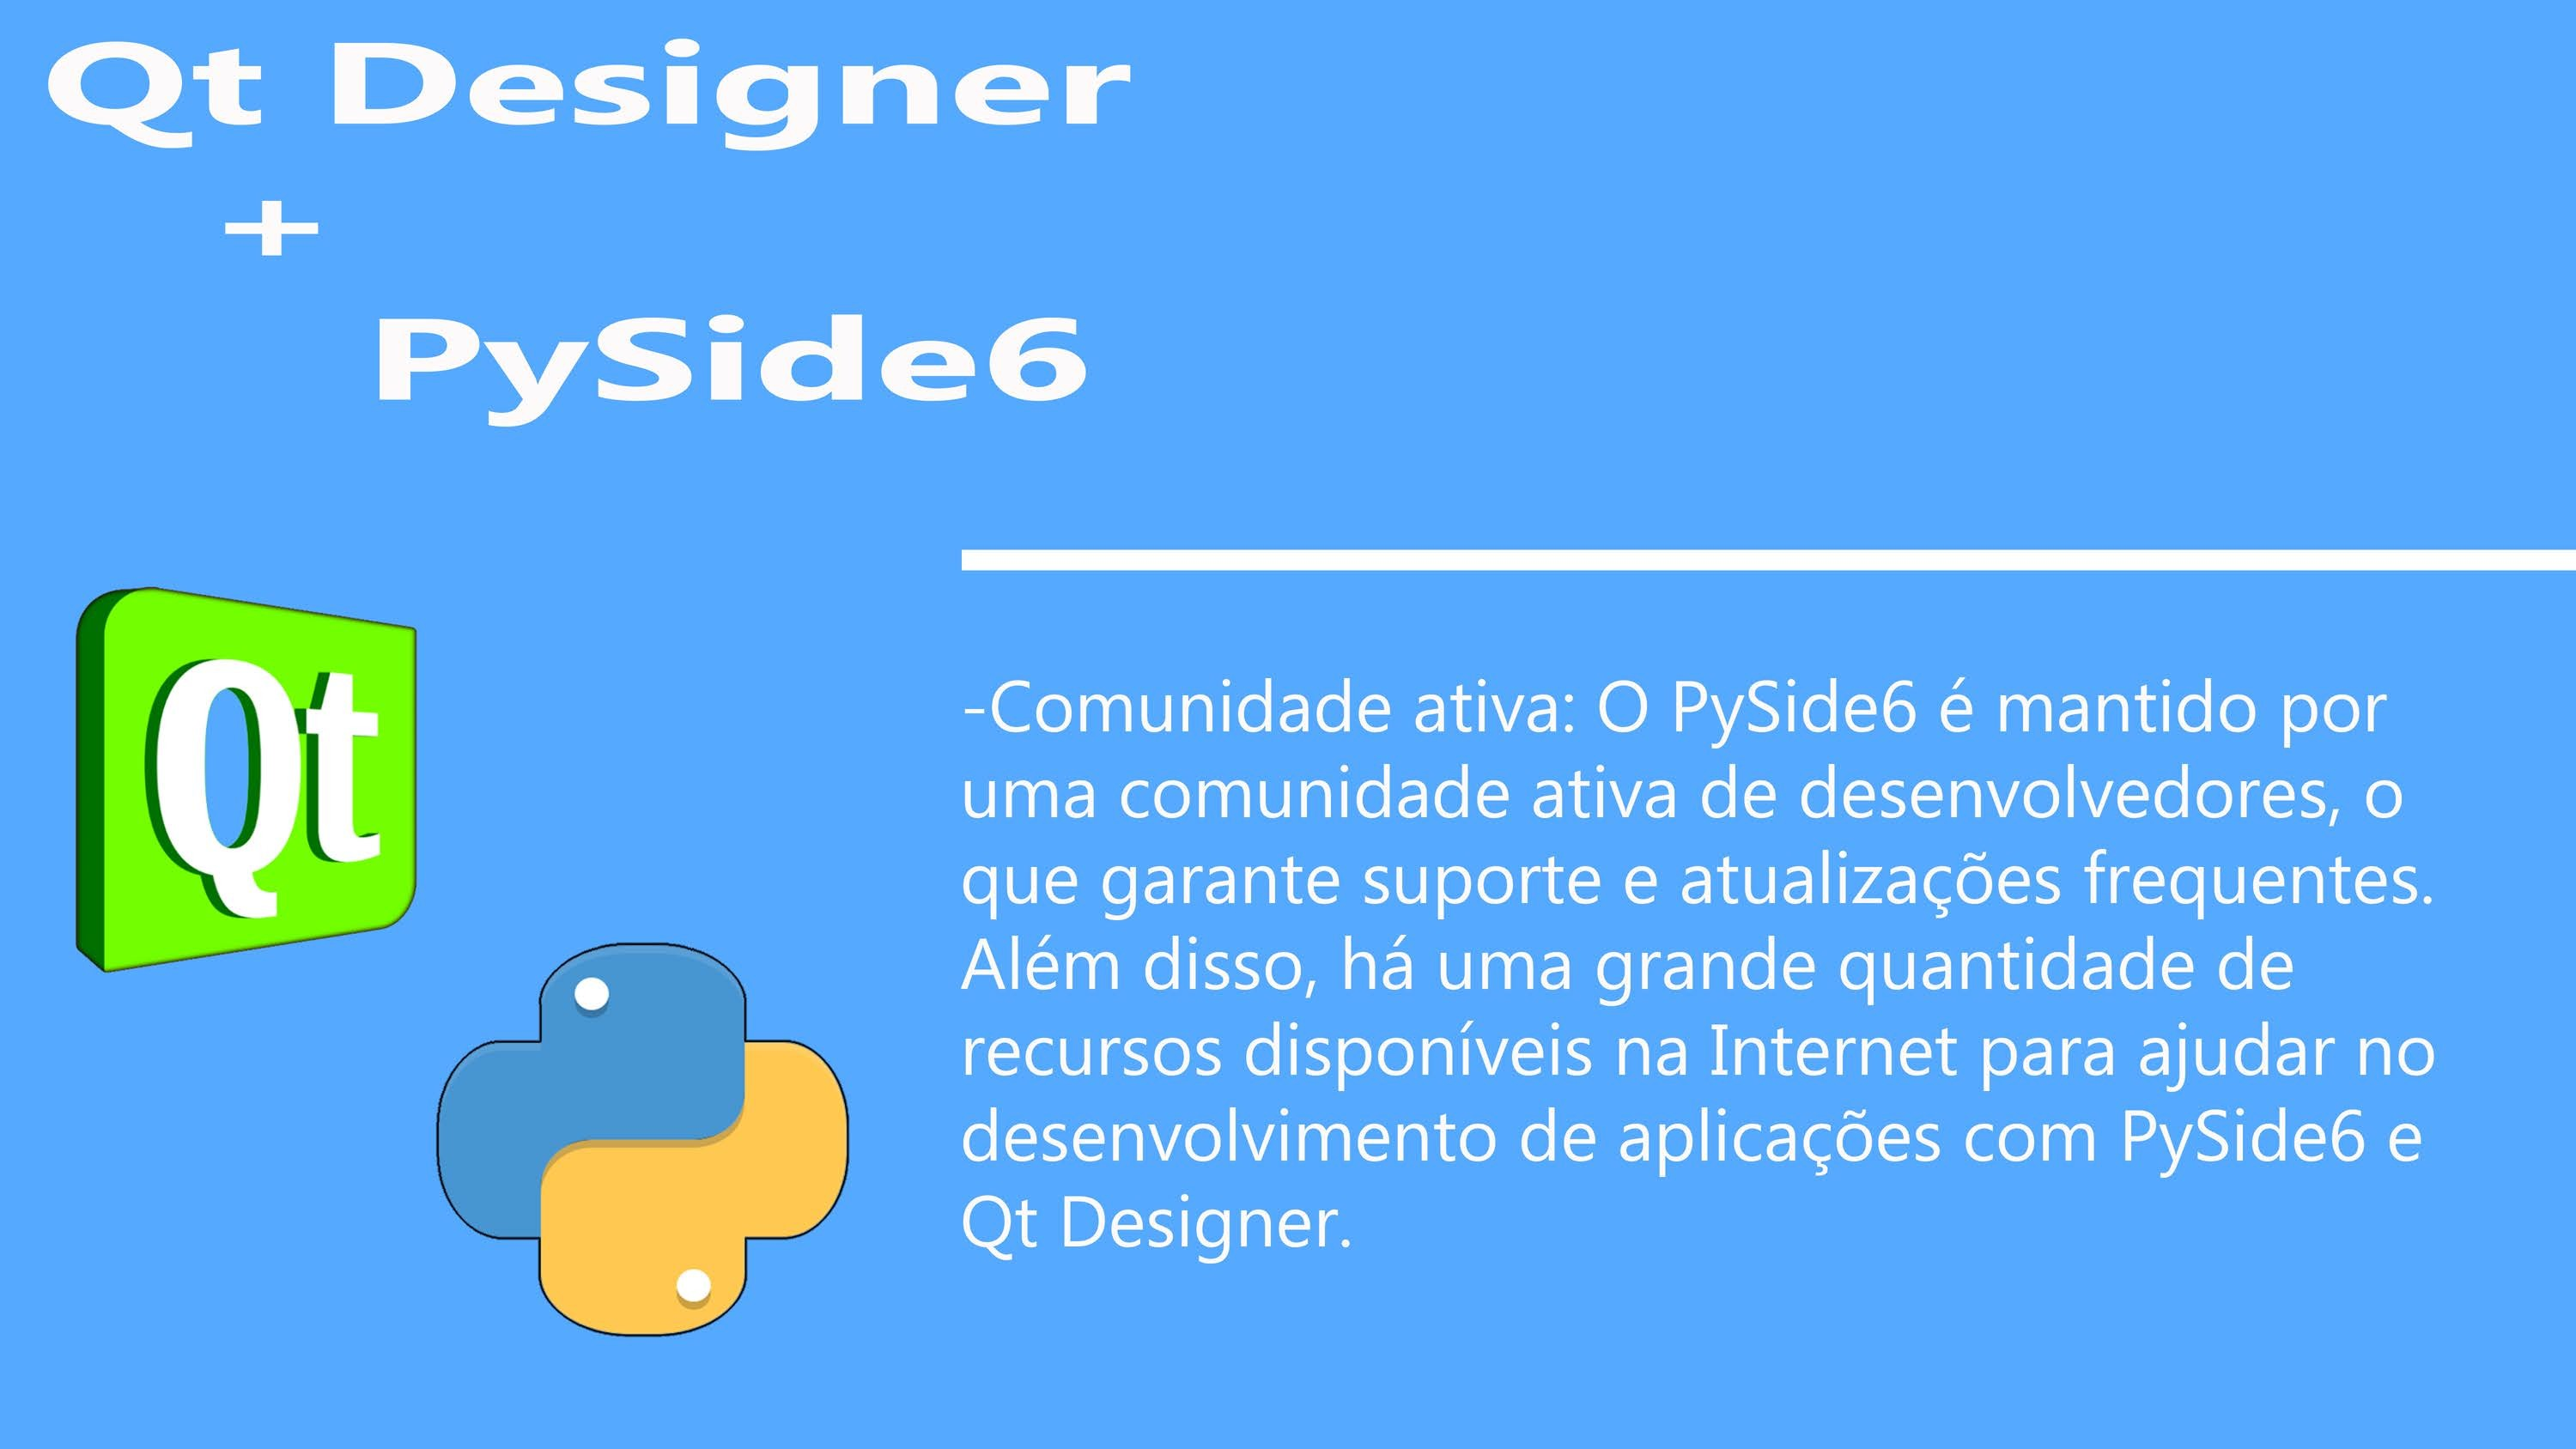 Qt Designer
+
PySide6
Qt
-Comunidade ativa: O PySide6 é mantido por
uma comunidade ativa de desenvolvedores, o
que garante suporte e atualizações frequentes.
Além disso, há uma grande quantidade de
recursos disponíveis na Internet para ajudar no
desenvolvimento de aplicações com PySide6 e
Qt Designer.